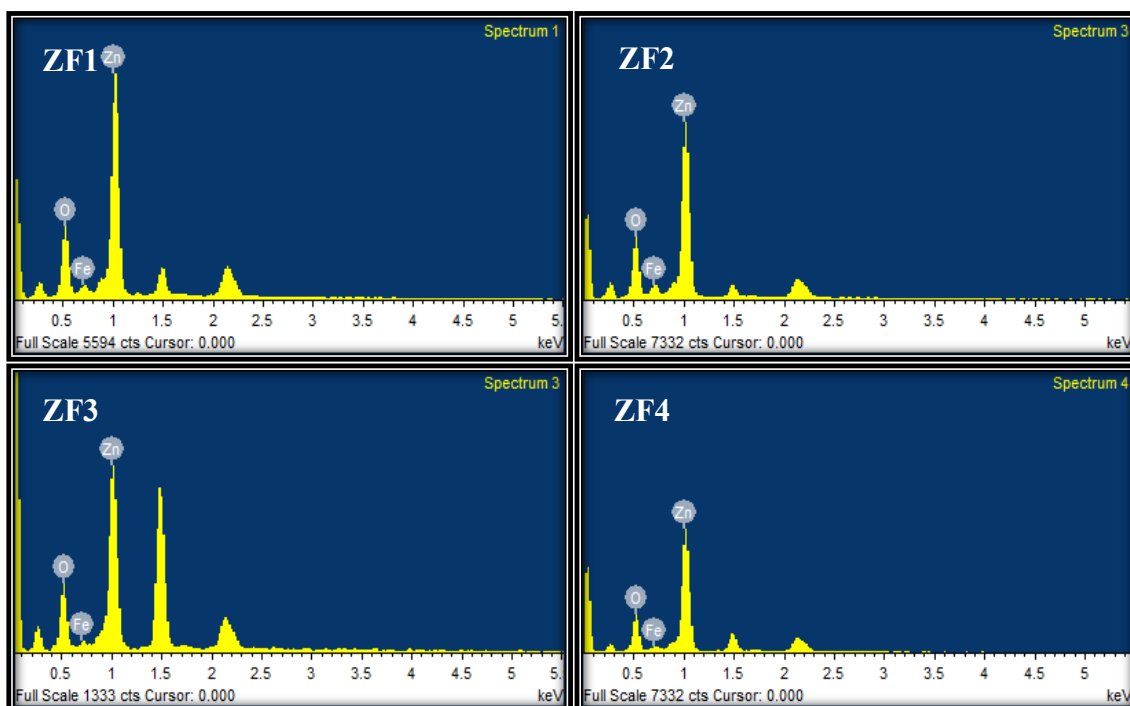 Spectrum 1
ZF1
Zn
O
Fe
0.5 1 1.5 2 2.5 3 3.5 4 4.5 5 5.
Full Scale 5594 cts Cursor: 0.000 keV
Spectrum 3
ZF2
Zn
O
Fe
0.5 1 1.5 2 2.5 3 3.5 4 4.5 5
Full Scale 7332 cts Cursor: 0.000 keV
Spectrum 3
ZF3
Zn
O
Fe
0.5 1 1.5 2 2.5 3 3.5 4 4.5 5 5.
Full Scale 1333 cts Cursor: 0.000 keV
Spectrum 4
ZF4
Zn
O
Fe
0.5 1 1.5 2 2.5 3 3.5 4 4.5 5
Full Scale 7332 cts Cursor: 0.000 keV